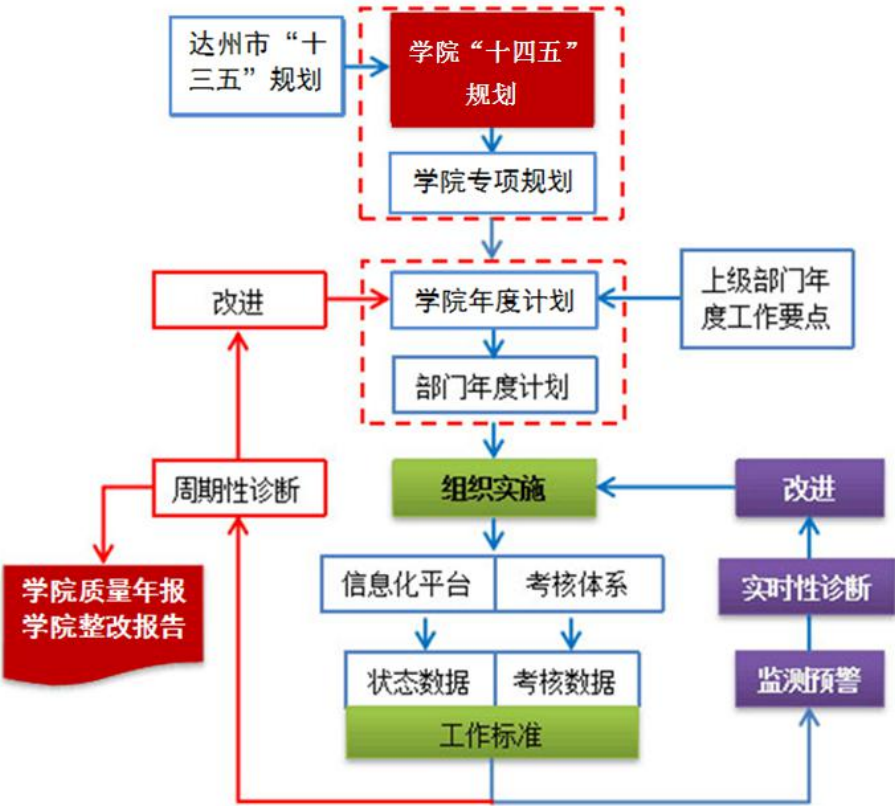 达州市“十
三五”规划
学院“十四五”
规划
学院专项规划
改进
学院年度计划
上级部门年
度工作要点
部门年度计划
周期性诊断
组织实施
改进
学院质量年报
学院整改报告
信息化平台
考核体系
实时性诊断
状态数据
考核数据
监测预警
工作标准